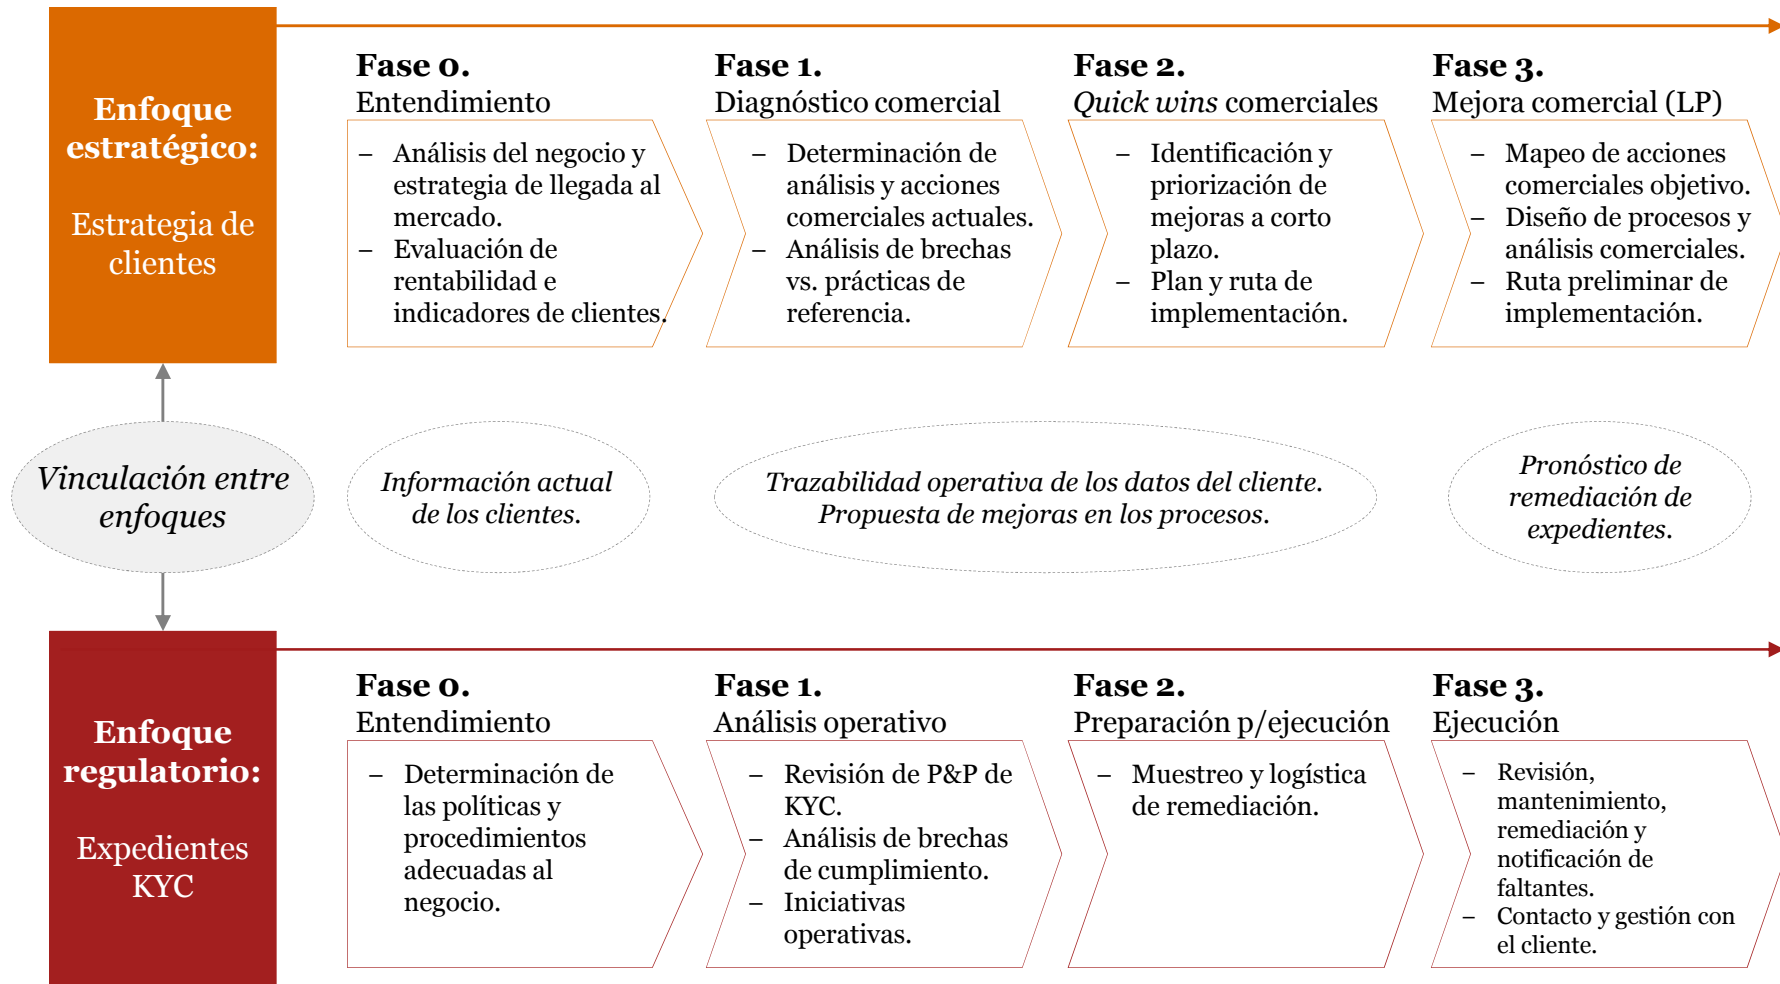 Enfoque
estratégico:
Estrategia de
clientes
Fase 0.
Entendimiento
– Análisis del negocio y
estrategia de llegada al
mercado.
– Evaluación de
rentabilidad e
indicadores de clientes.
Fase 1.
Diagnóstico comercial
– Determinación de
análisis y acciones
comerciales actuales.
– Análisis de brechas
vs. prácticas de
referencia.
Fase 2.
Quick wins comerciales
– Identificación y
priorización de
mejoras a corto
plazo.
– Plan y ruta de
implementación.
Fase 3.
Mejora comercial (LP)
– Mapeo de acciones
comerciales objetivo.
– Diseño de procesos y
análisis comerciales.
– Ruta preliminar de
implementación.
Vinculación entre
enfoques
Información actual
de los clientes.
Trazabilidad operativa de los datos del cliente.
Propuesta de mejoras en los procesos.
Pronóstico de
remediación de
expedientes.
Enfoque
regulatorio:
Expedientes
KYC
Fase 0.
Entendimiento
– Determinación de
las políticas y
procedimientos
adecuadas al
negocio.
Fase 1.
Análisis operativo
– Revisión de P&P de
KYC.
– Análisis de brechas
de cumplimiento.
– Iniciativas
operativas.
Fase 2.
Preparación p/ejecución
– Muestreo y logística
de remediación.
Fase 3.
Ejecución
– Revisión,
mantenimiento,
remediación y
notificación de
faltantes.
– Contacto y gestión con
el cliente.